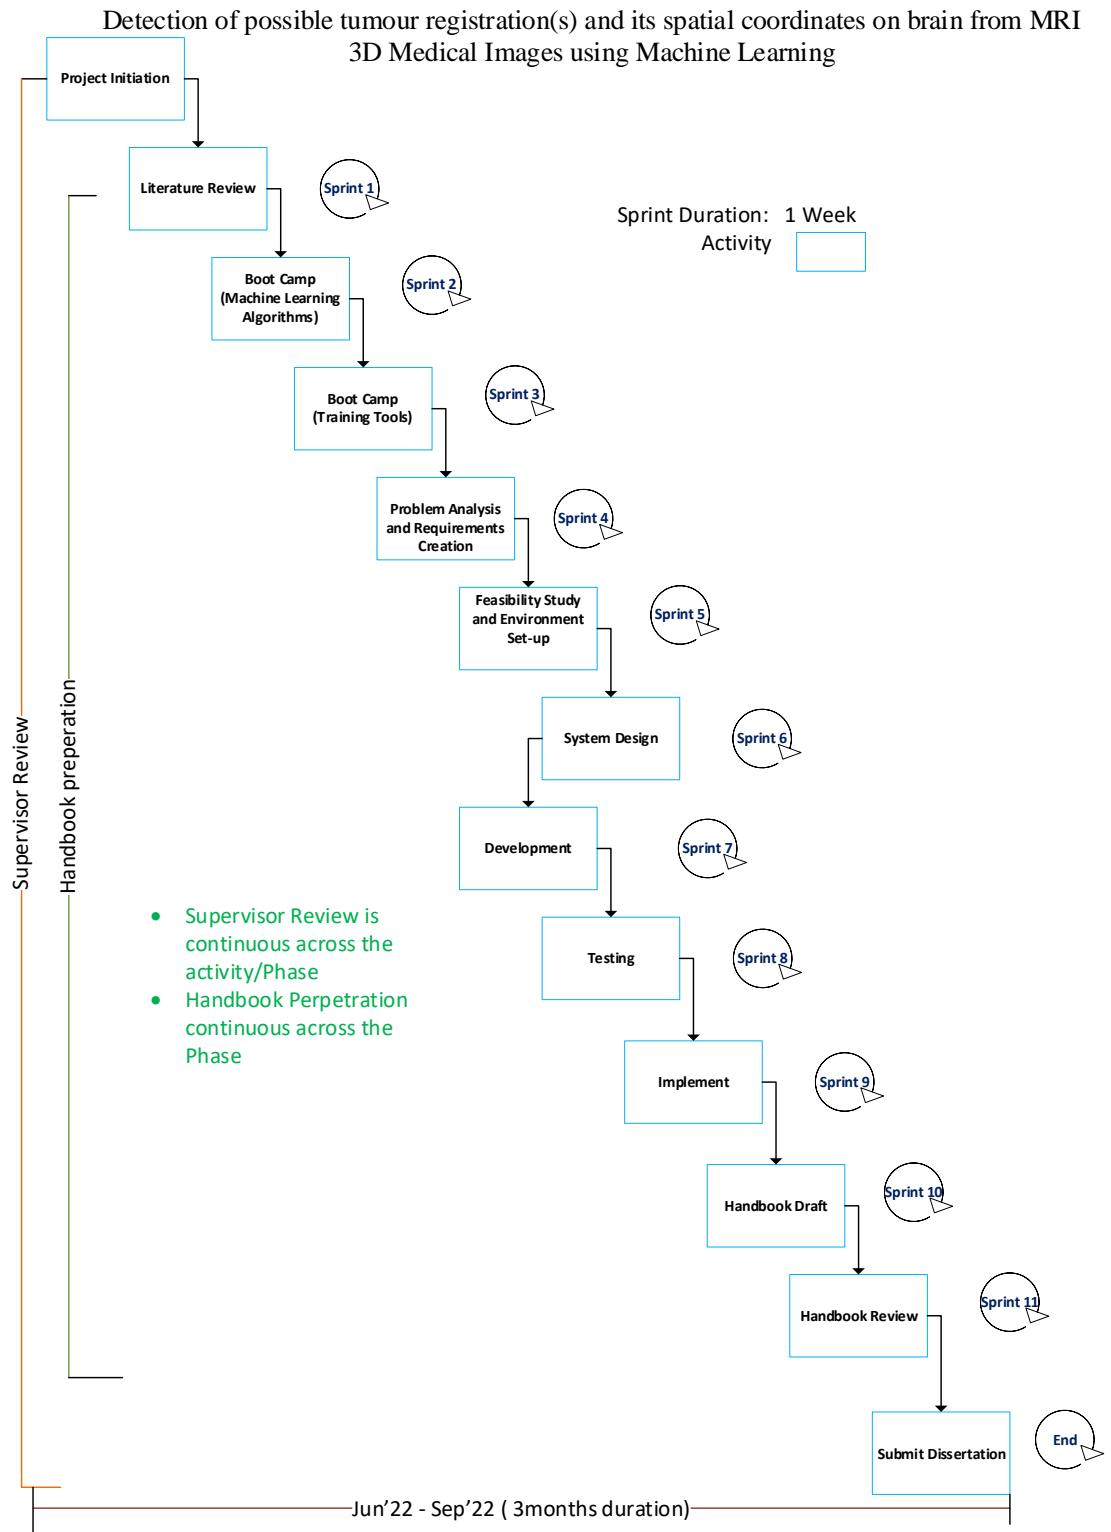 Detection of possible tumour registration(s) and its spatial coordinates on brain from MRI
3D Medical Images using Machine Learning
Project Initiation
Literature Review
Sprint 1
Sprint Duration: 1 Week
Activity
Boot Camp
(Machine Learning
Algorithms)
Sprint 2
Boot Camp
(Training Tools)
Sprint 3
Problem Analysis
and Requirements
Creation
Sprint 4
Feasibility Study
and Environment
Set-up
Sprint 5
System Design
Sprint 6
Supervisor Review
Handbook preperation
Development
Sprint 7
• Supervisor Review is
continuous across the
activity/Phase
• Handbook Perpetration
continuous across the
Phase
Testing
Sprint 8
Implement
Sprint 9
Handbook Draft
Sprint 10
Handbook Review
Sprint 11
Submit Dissertation
End
Jun’22 - Sep’22 ( 3months duration)